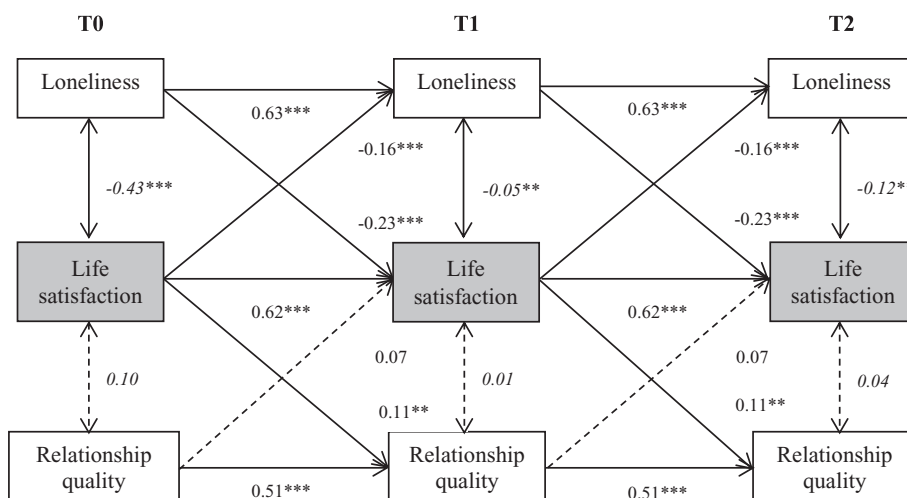 T0 T1 T2
Loneliness Loneliness Loneliness
0.63*** 0.63***
-0.16*** -0.16***
-0.43*** -0.05** -0.12*
-0.23*** -0.23***
Life satisfaction Life satisfaction Life satisfaction
0.62*** 0.62***
0.07 0.07
0.10 0.01 0.04
0.11** 0.11**
Relationship quality Relationship quality Relationship quality
0.51*** 0.51***